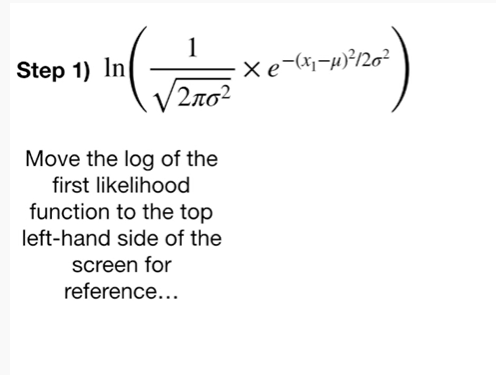 Step 1) ln(1/√2πσ² × e^−(x₁−μ)²/2σ²)
Move the log of the
first likelihood
function to the top
left-hand side of the
screen for
reference…